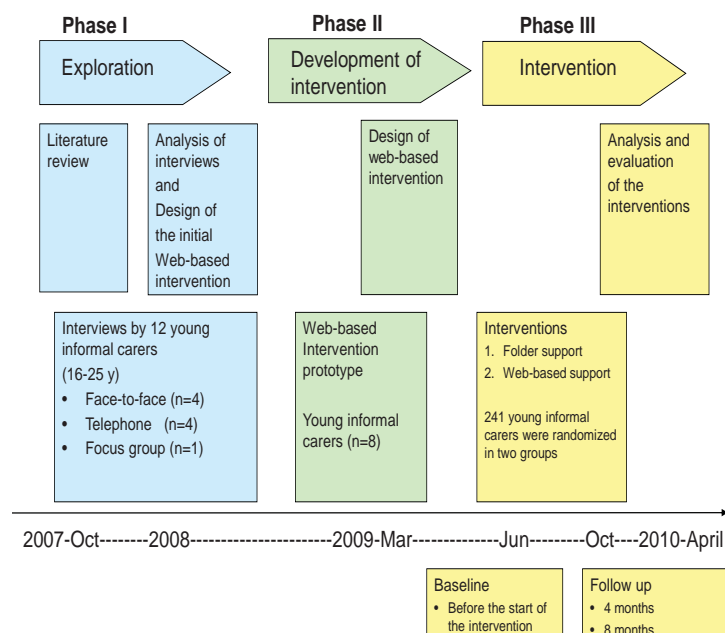 Phase I
Phase II
Phase III
Exploration
Development of
intervention
Intervention
Literature
review
Analysis of
interviews
and
Design of
the initial
Web-based
intervention
Design of
web-based
intervention
Analysis and
evaluation
of the
interventions
Interviews by 12 young
informal carers
(16-25 y)
• Face-to-face (n=4)
• Telephone (n=4)
• Focus group (n=1)
Web-based
Intervention
prototype
Young informal
carers (n=8)
Interventions
1. Folder support
2. Web-based support
241 young informal
carers were randomized
in two groups
2007-Oct--------2008-----------------------2009-Mar--------------Jun---------Oct----2010-April
Baseline
• Before the start of
the intervention
Follow up
• 4 months
• 8 months